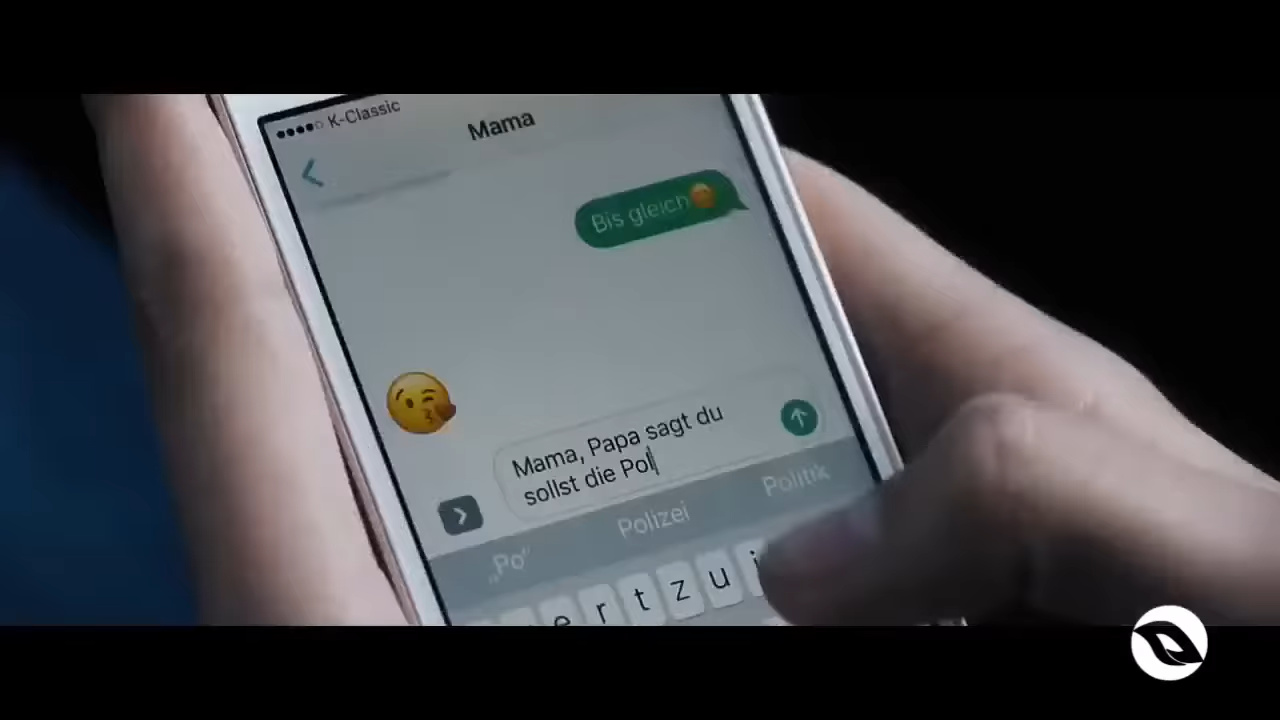 K-Classic
Mama
Bis gleich
Mama, Papa sagt du
sollst die Pol
„Po“ Polizei Politik
e r t z u i